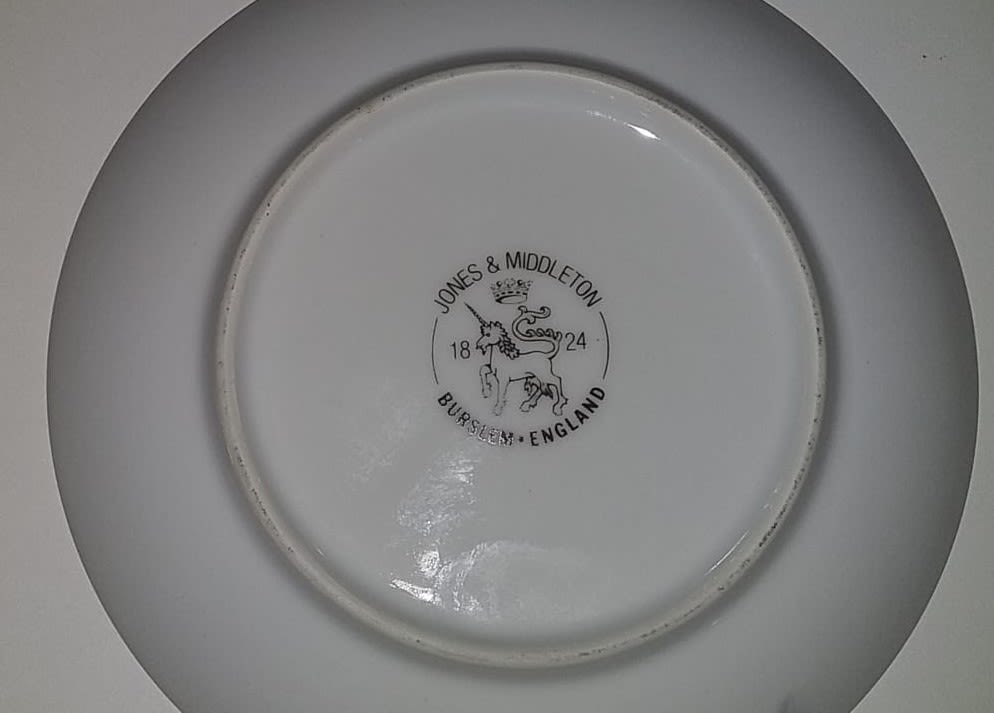 JONES & MIDDLETON
18 24
BURSLEM • ENGLAND